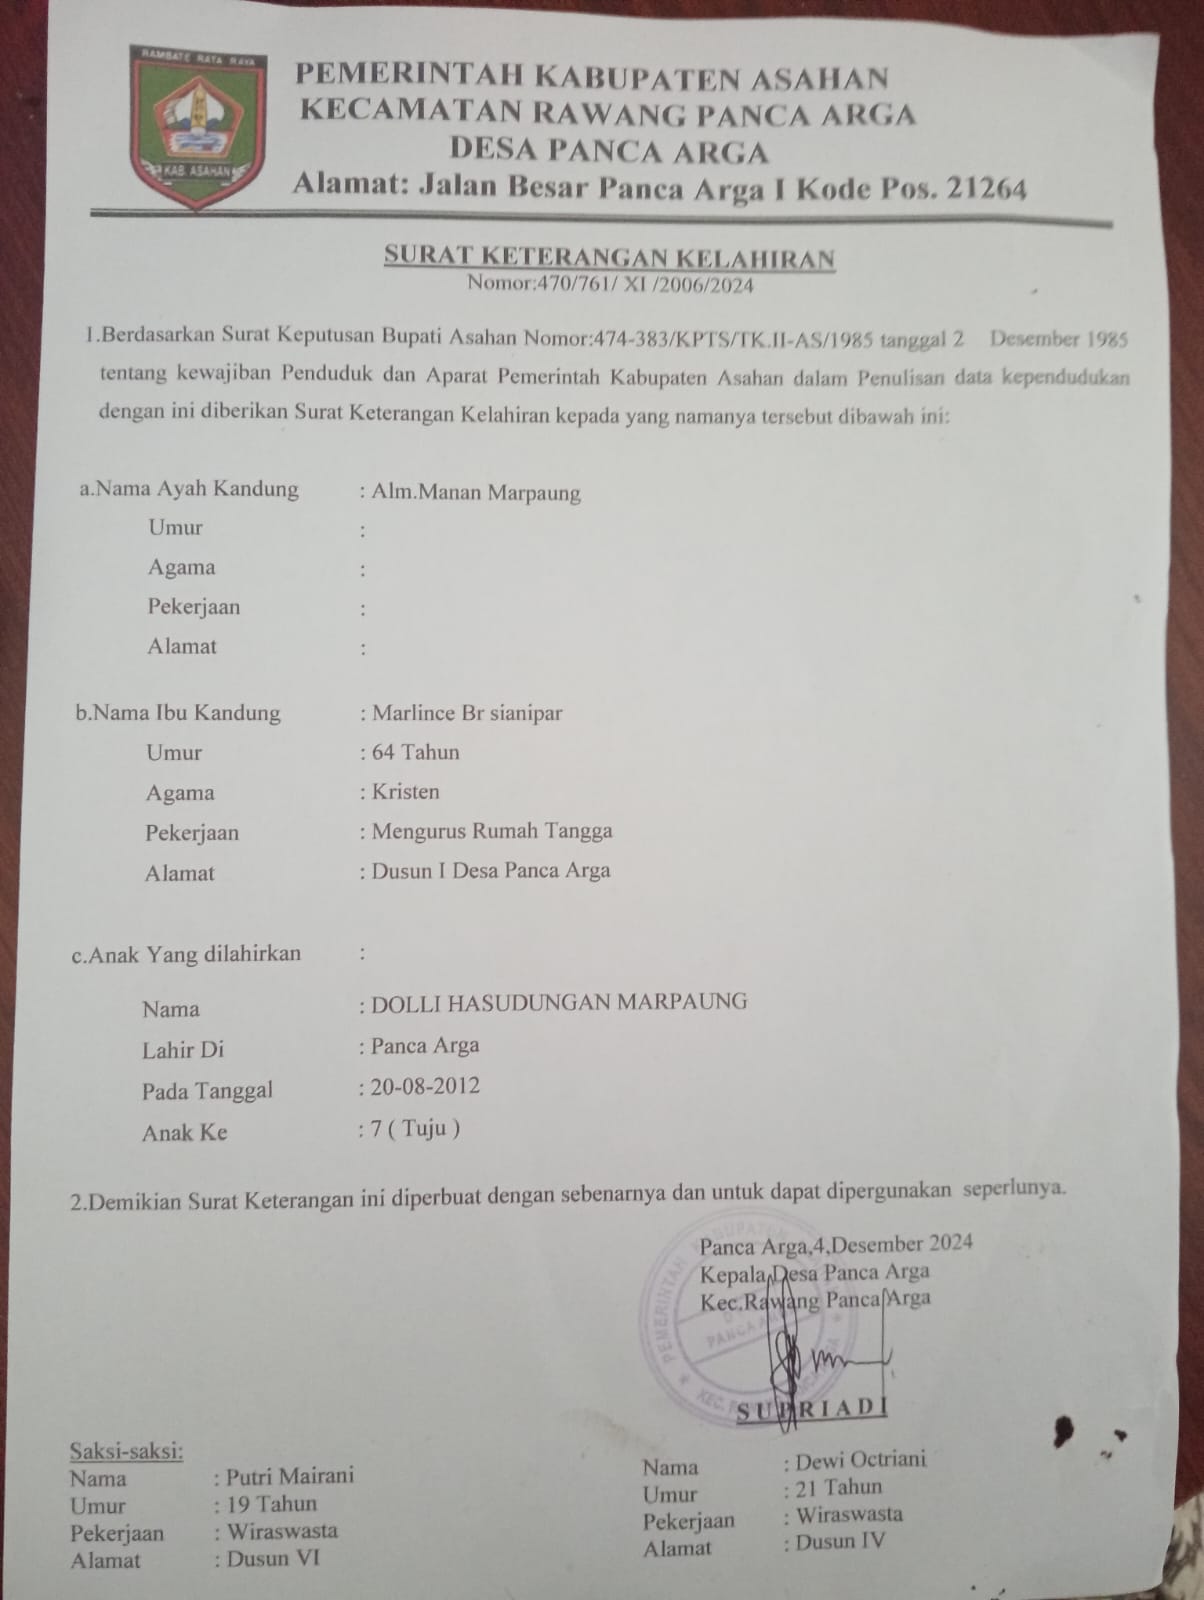 RAMBATE RATA RAYA
KAB. ASAHAN
PEMERINTAH KABUPATEN ASAHAN
KECAMATAN RAWANG PANCA ARGA
DESA PANCA ARGA
Alamat: Jalan Besar Panca Arga I Kode Pos. 21264
SURAT KETERANGAN KELAHIRAN
Nomor:470/761/ XI /2006/2024
1.Berdasarkan Surat Keputusan Bupati Asahan Nomor:474-383/KPTS/TK.II-AS/1985 tanggal 2 Desember 1985
tentang kewajiban Penduduk dan Aparat Pemerintah Kabupaten Asahan dalam Penulisan data kependudukan
dengan ini diberikan Surat Keterangan Kelahiran kepada yang namanya tersebut dibawah ini:
a.Nama Ayah Kandung : Alm.Manan Marpaung
Umur :
Agama :
Pekerjaan :
Alamat :
b.Nama Ibu Kandung : Marlince Br sianipar
Umur : 64 Tahun
Agama : Kristen
Pekerjaan : Mengurus Rumah Tangga
Alamat : Dusun I Desa Panca Arga
c.Anak Yang dilahirkan :
Nama : DOLLI HASUDUNGAN MARPAUNG
Lahir Di : Panca Arga
Pada Tanggal : 20-08-2012
Anak Ke : 7 ( Tuju )
2.Demikian Surat Keterangan ini diperbuat dengan sebenarnya dan untuk dapat dipergunakan seperlunya.
Panca Arga,4,Desember 2024
Kepala Desa Panca Arga
Kec.Rawang Panca Arga
PEMERINTAH KABUPATEN
PANCA
KEC.
SUPRIADI
Saksi-saksi:
Nama : Putri Mairani
Umur : 19 Tahun
Pekerjaan : Wiraswasta
Alamat : Dusun VI
Nama : Dewi Octriani
Umur : 21 Tahun
Pekerjaan : Wiraswasta
Alamat : Dusun IV